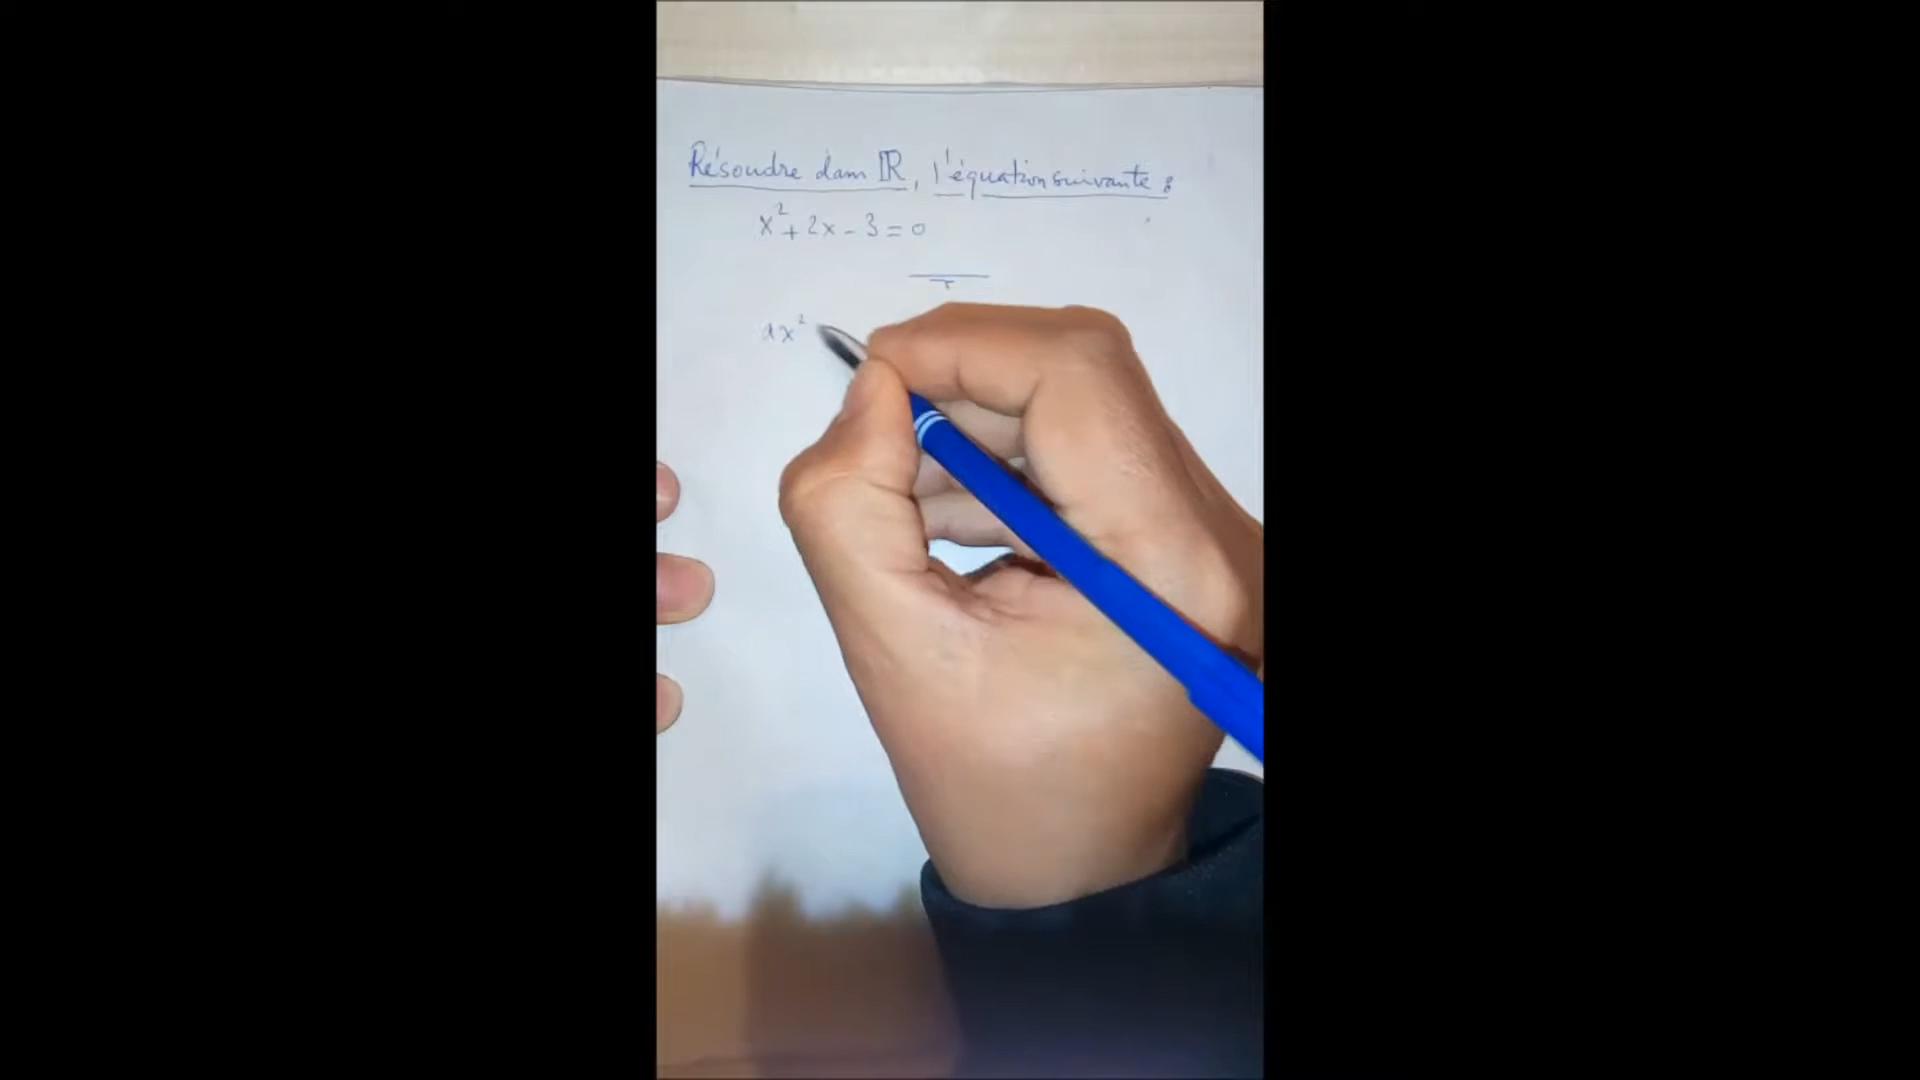 Résoudre dans ℝ, l'équation suivante :
x² + 2x - 3 = 0
ax²